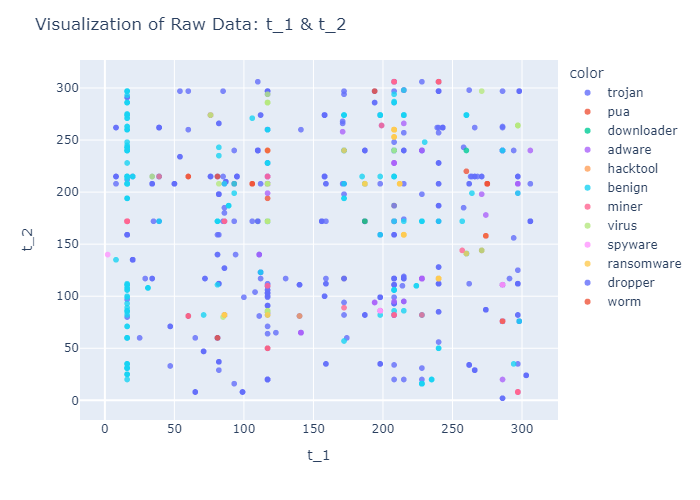 Visualization of Raw Data: t_1 & t_2
color
trojan
pua
downloader
adware
hacktool
benign
miner
virus
spyware
ransomware
dropper
worm
300
250
200
150
100
50
0
t_2
0 50 100 150 200 250 300
t_1